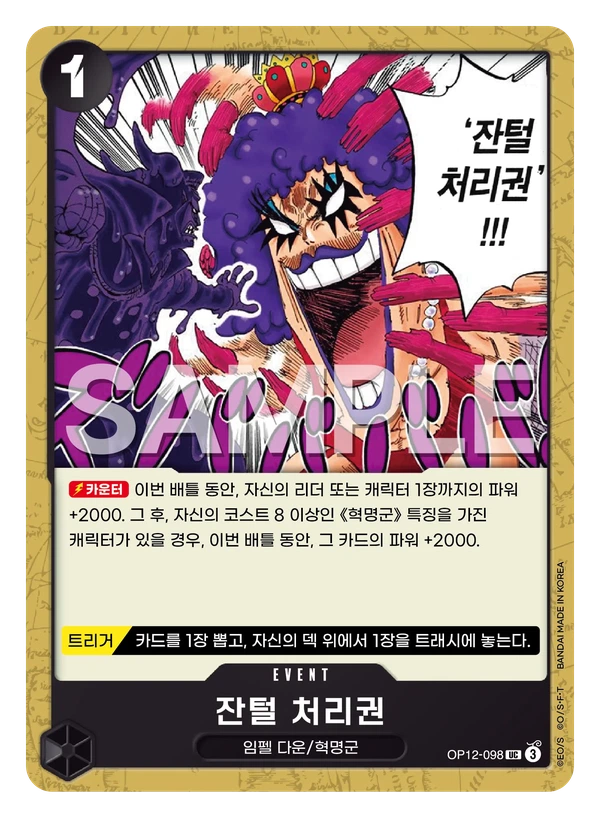 1
‘잔털
처리권’
!!!
ズババババ
SAMPLE
카운터 이번 배틀 동안, 자신의 리더 또는 캐릭터 1장까지의 파워
+2000. 그 후, 자신의 코스트 8 이상인 《혁명군》 특징을 가진
캐릭터가 있을 경우, 이번 배틀 동안, 그 카드의 파워 +2000.
트리거 카드를 1장 뽑고, 자신의 덱 위에서 1장을 트래시에 놓는다.
EVENT
잔털 처리권
임펠 다운/혁명군
OP12-098 UC 3
©E.O/S ©O/S・F・T BANDAI MADE IN KOREA